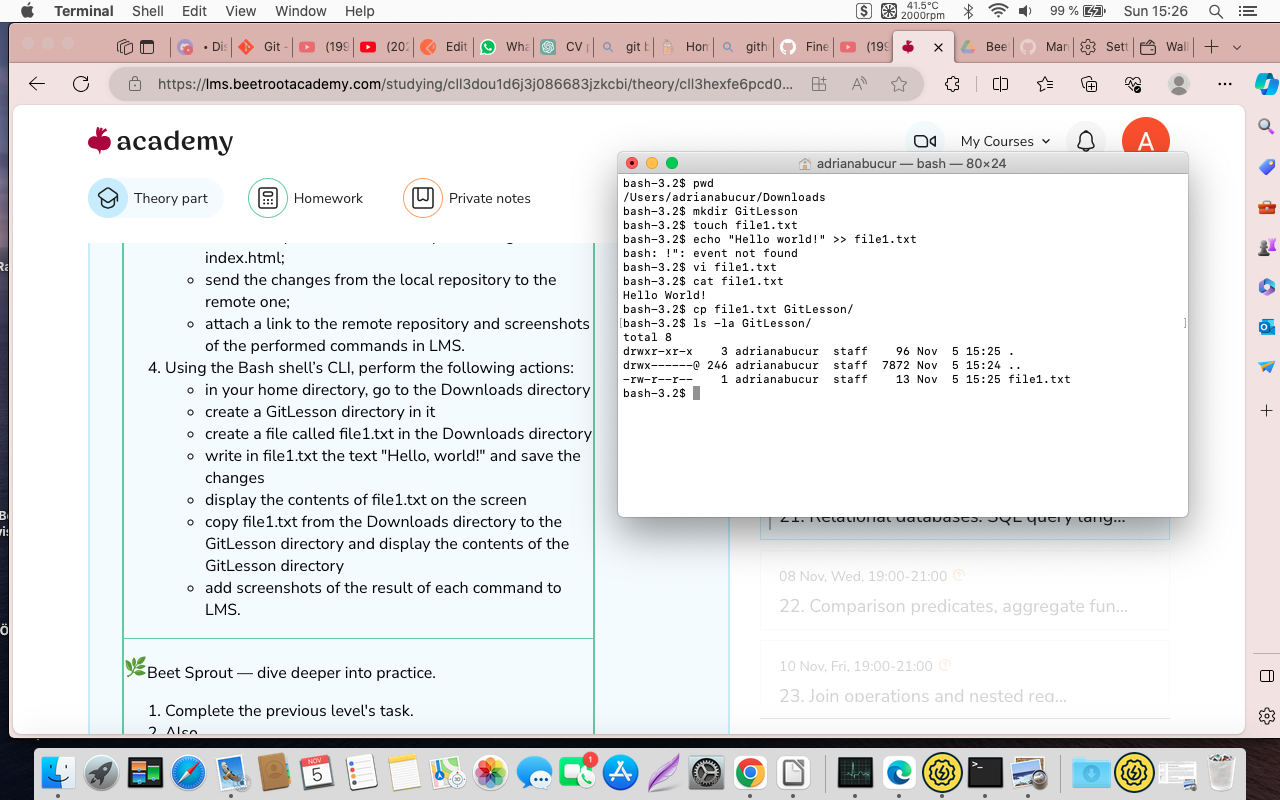 Terminal Shell Edit View Window Help
41.5°C
2000rpm
99 % Sun 15:26
• Dis Git - (199 (202 Edit Wha CV p git b Hon gith Fine (199 Bee Mar Sett Wall
https://lms.beetrootacademy.com/studying/cll3dou1d6j3j086683jzkcbi/theory/cll3hexfe6pcd0...
academy
My Courses
A
Theory part
Homework
Private notes
index.html;
send the changes from the local repository to the
remote one;
attach a link to the remote repository and screenshots
of the performed commands in LMS.
4. Using the Bash shell's CLI, perform the following actions:
in your home directory, go to the Downloads directory
create a GitLesson directory in it
create a file called file1.txt in the Downloads directory
write in file1.txt the text "Hello, world!" and save the
changes
display the contents of file1.txt on the screen
copy file1.txt from the Downloads directory to the
GitLesson directory and display the contents of the
GitLesson directory
add screenshots of the result of each command to
LMS.
Beet Sprout — dive deeper into practice.
1. Complete the previous level's task.
2. Also
adrianabucur — bash — 80×24
bash-3.2$ pwd
/Users/adrianabucur/Downloads
bash-3.2$ mkdir GitLesson
bash-3.2$ touch file1.txt
bash-3.2$ echo "Hello world!" >> file1.txt
bash: !": event not found
bash-3.2$ vi file1.txt
bash-3.2$ cat file1.txt
Hello World!
bash-3.2$ cp file1.txt GitLesson/
[bash-3.2$ ls -la GitLesson/ ]
total 8
drwxr-xr-x 3 adrianabucur staff 96 Nov 5 15:25 .
drwx------@ 246 adrianabucur staff 7872 Nov 5 15:24 ..
-rw-r--r-- 1 adrianabucur staff 13 Nov 5 15:25 file1.txt
bash-3.2$
21. Relational databases. SQL query lang...
08 Nov, Wed, 19:00-21:00
22. Comparison predicates, aggregate fun...
10 Nov, Fri, 19:00-21:00
23. Join operations and nested req...
NOV
5
1